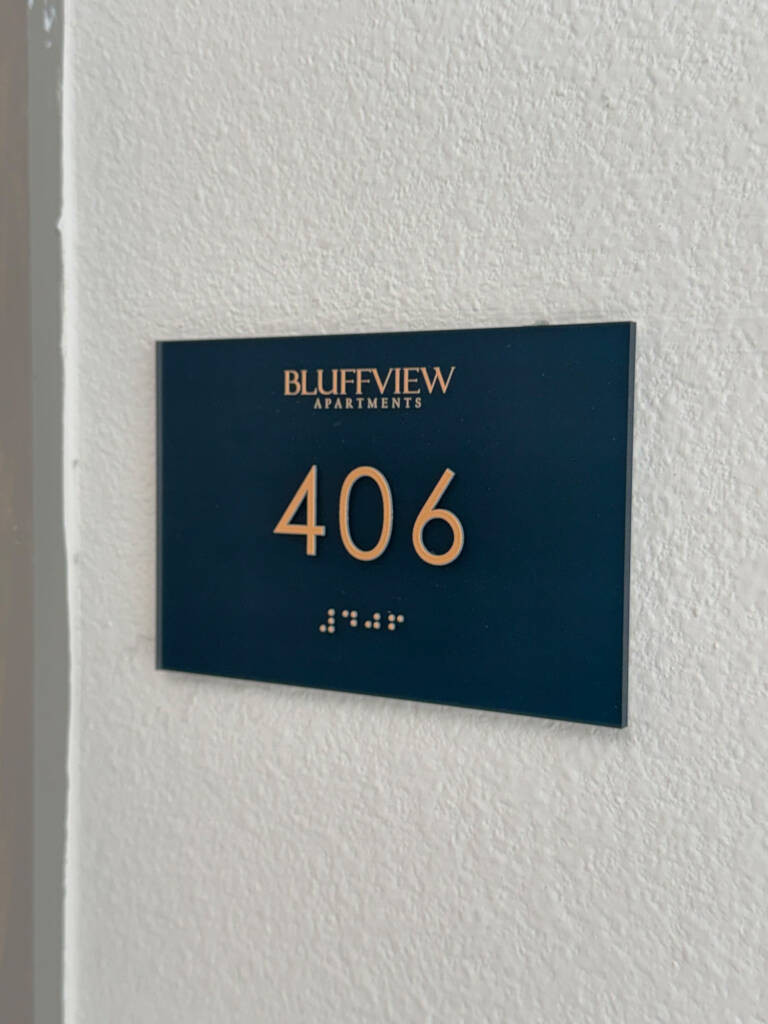 BLUFFVIEW
APARTMENTS
406
⠼⠙⠚⠋